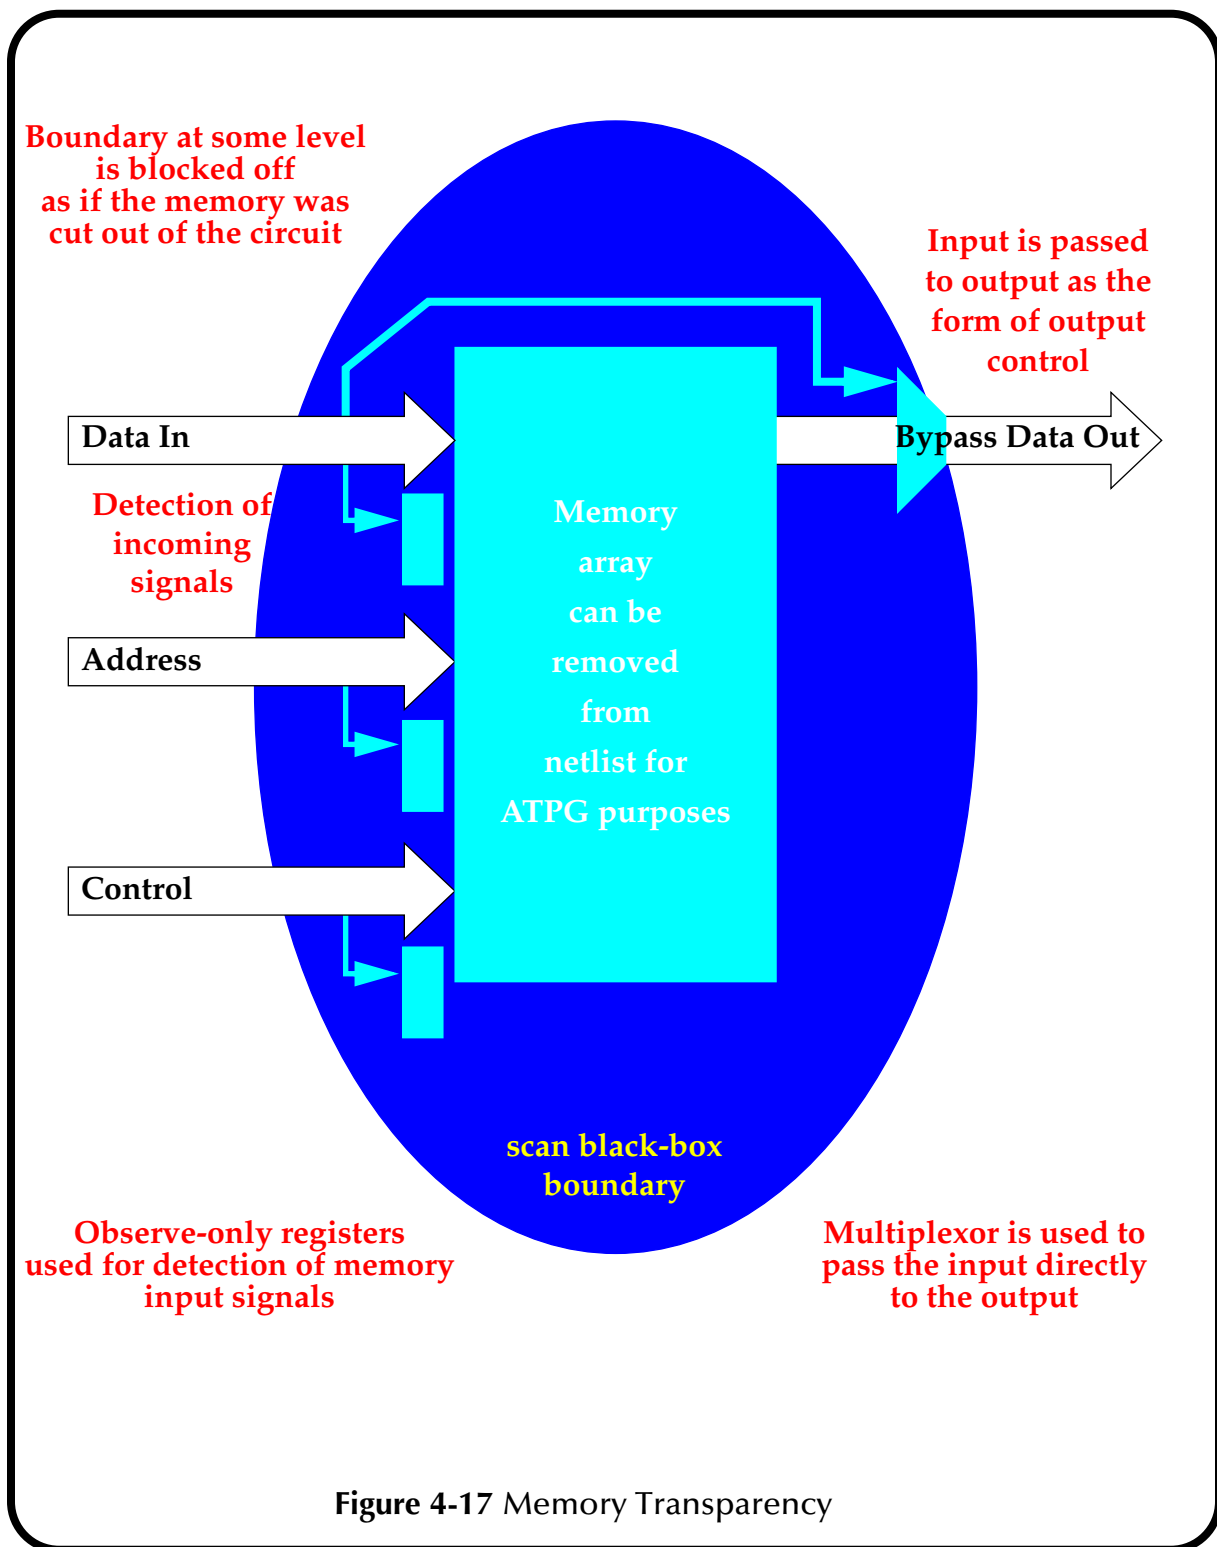 Boundary at some level
is blocked off
as if the memory was
cut out of the circuit
Input is passed
to output as the
form of output
control
Data In
Bypass Data Out
Detection of
incoming
signals
Memory
array
can be
removed
from
netlist for
ATPG purposes
Address
Control
scan black-box
boundary
Observe-only registers
used for detection of memory
input signals
Multiplexor is used to
pass the input directly
to the output
Figure 4-17 Memory Transparency